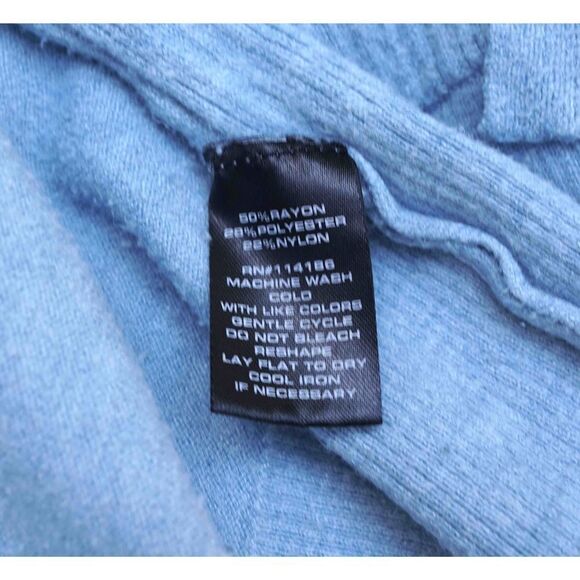 50%RAYON
28%POLYESTER
22%NYLON
RN#114186
MACHINE WASH
COLD
WITH LIKE COLORS
GENTLE CYCLE
DO NOT BLEACH
RESHAPE
LAY FLAT TO DRY
COOL IRON
IF NECESSARY